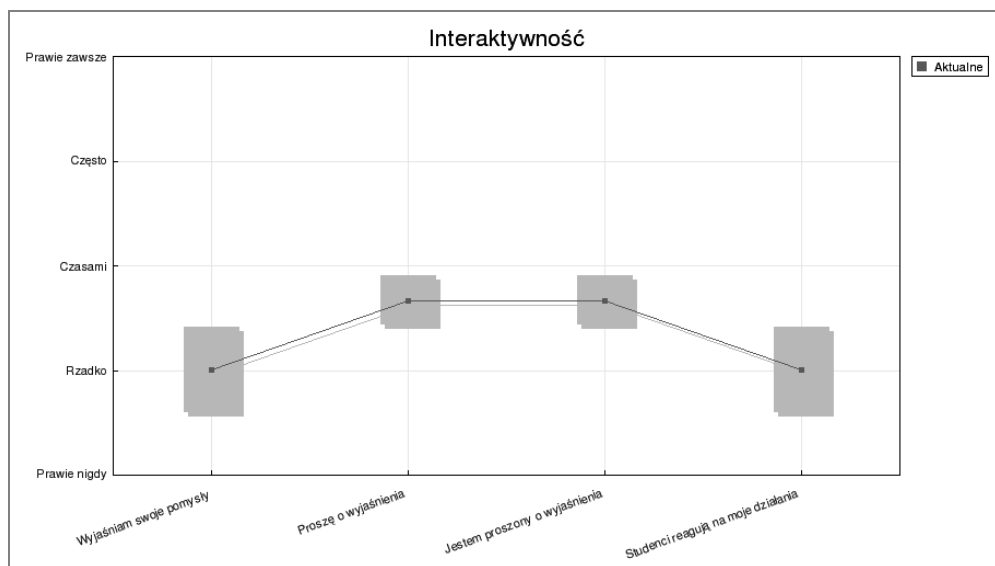 Interaktywność
Prawie zawsze
Aktualne
Często
Czasami
Rzadko
Prawie nigdy
Wyjaśniam swoje pomysły
Proszę o wyjaśnienia
Jestem proszony o wyjaśnienia
Studenci reagują na moje działania